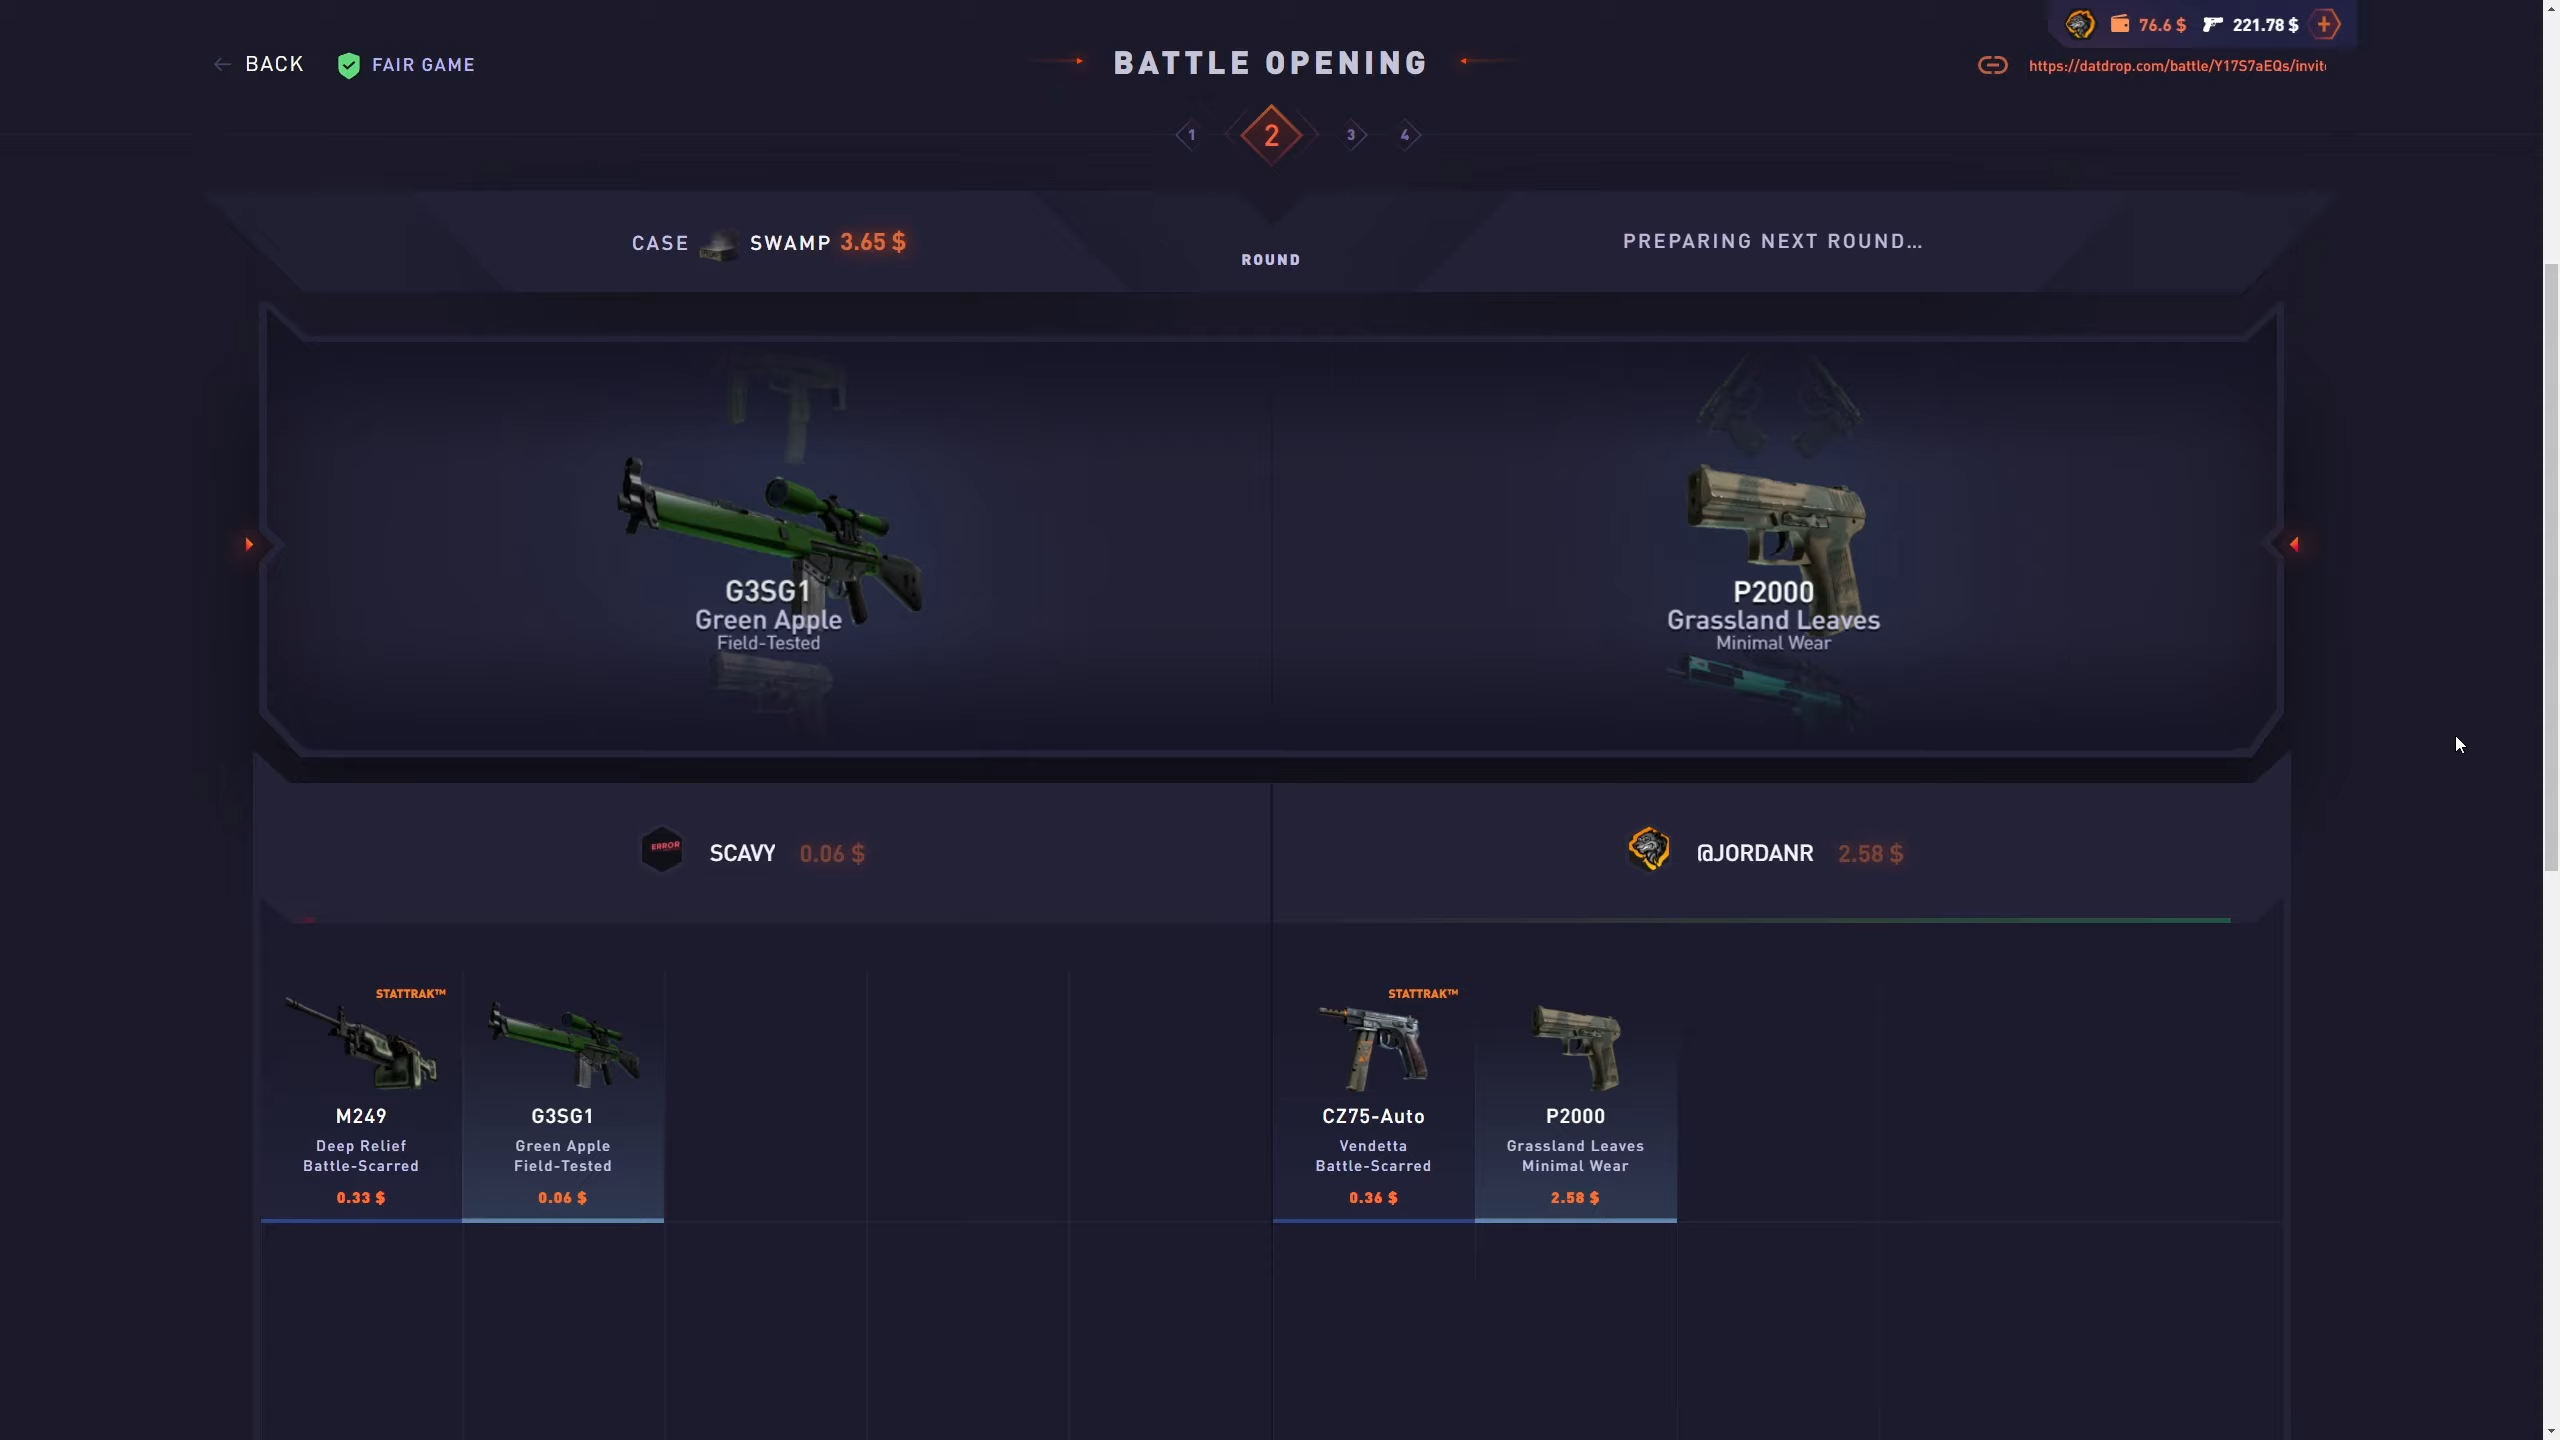 76.6 $ 221.78 $
BACK FAIR GAME
BATTLE OPENING
https://datdrop.com/battle/Y17S7aEQs/invit
1 2 3 4
CASE SWAMP 3.65 $
ROUND
PREPARING NEXT ROUND...
G3SG1
Green Apple
Field-Tested
P2000
Grassland Leaves
Minimal Wear
ERROR
SCAVY 0.06 $
@JORDANR 2.58 $
STATTRAK™
M249
Deep Relief
Battle-Scarred
0.33 $
G3SG1
Green Apple
Field-Tested
0.06 $
STATTRAK™
CZ75-Auto
Vendetta
Battle-Scarred
0.36 $
P2000
Grassland Leaves
Minimal Wear
2.58 $